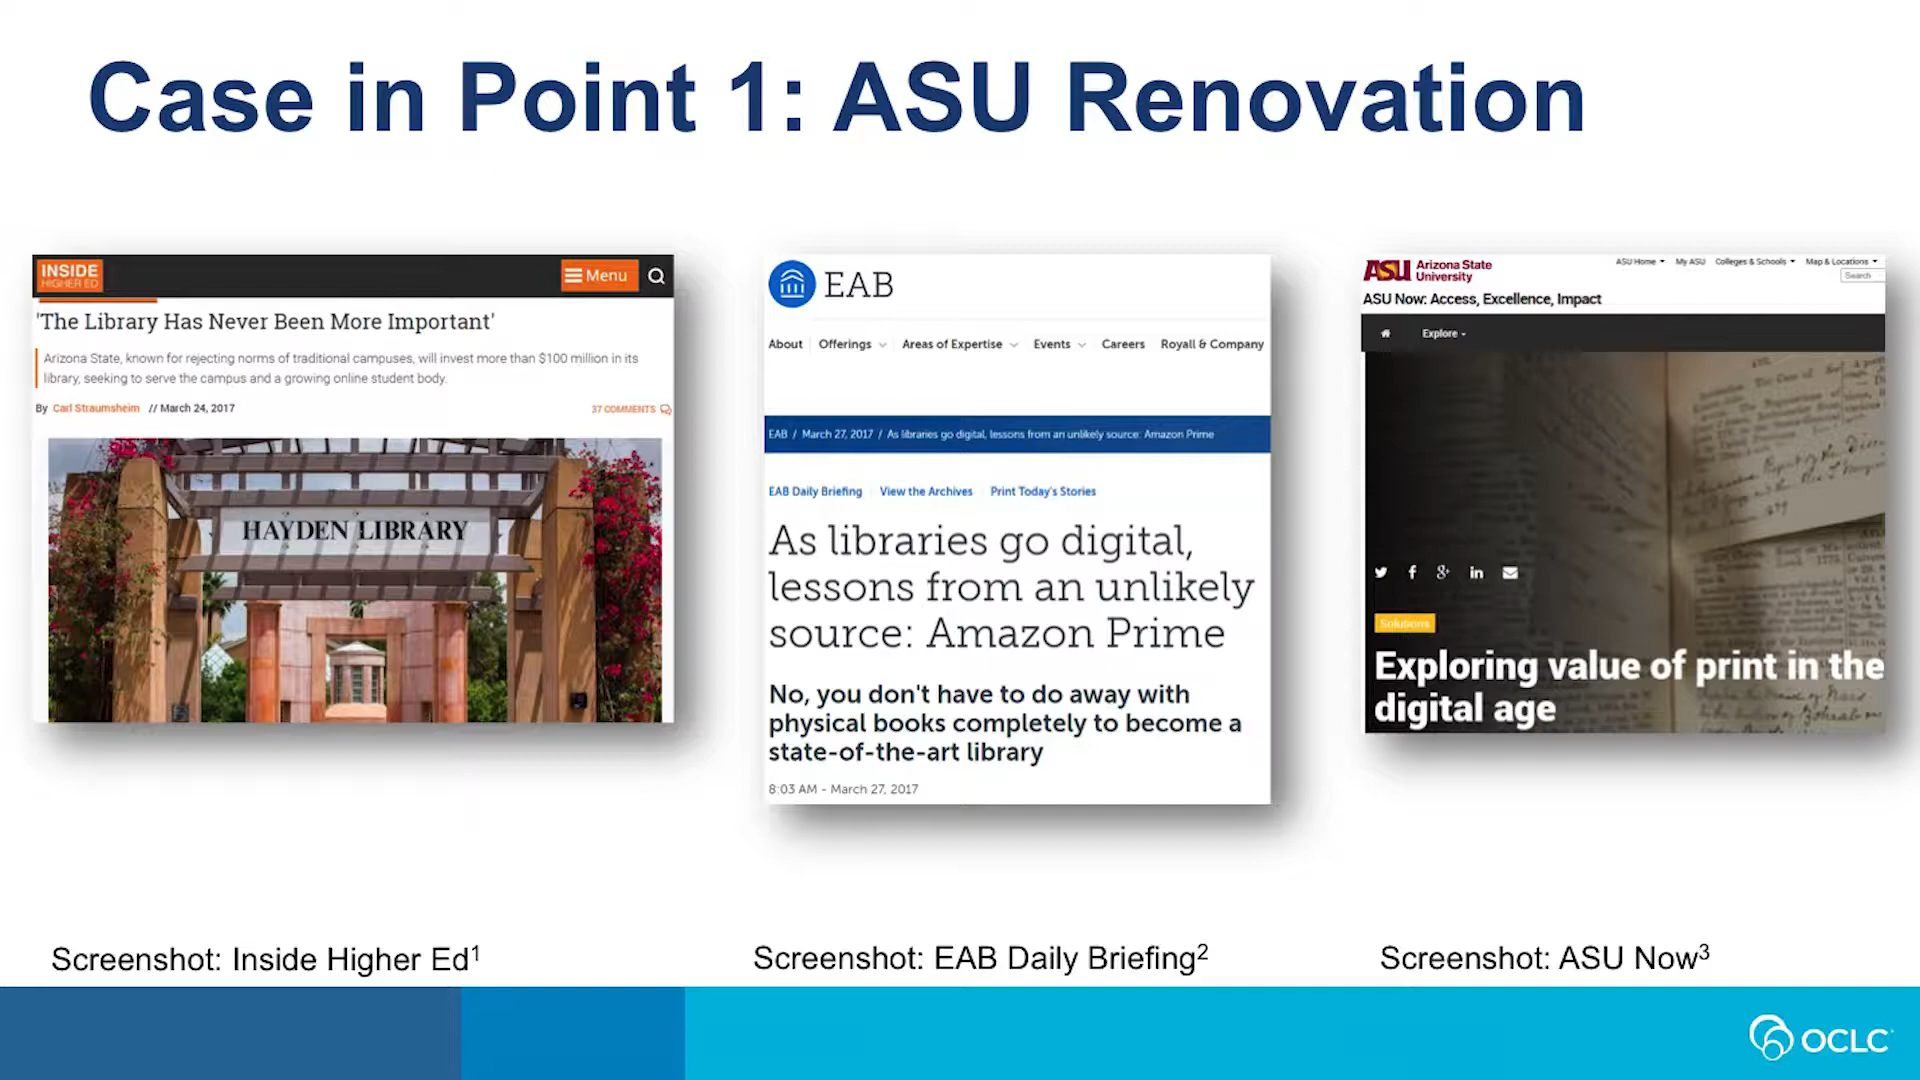 Case in Point 1: ASU Renovation
INSIDE
HIGHER ED
Menu
'The Library Has Never Been More Important'
Arizona State, known for rejecting norms of traditional campuses, will invest more than $100 million in its
library, seeking to serve the campus and a growing online student body.
By Carl Straumsheim // March 24, 2017
37 COMMENTS
HAYDEN LIBRARY
Screenshot: Inside Higher Ed1
EAB
About Offerings Areas of Expertise Events Careers Royall & Company
EAB / March 27, 2017 / As libraries go digital, lessons from an unlikely source: Amazon Prime
EAB Daily Briefing View the Archives Print Today's Stories
As libraries go digital,
lessons from an unlikely
source: Amazon Prime
No, you don't have to do away with
physical books completely to become a
state-of-the-art library
8:03 AM - March 27, 2017
Screenshot: EAB Daily Briefing2
ASU Arizona State
University
ASU Home My ASU Colleges & Schools Map & Locations
Search
ASU Now: Access, Excellence, Impact
Explore
Solutions
Exploring value of print in the
digital age
Screenshot: ASU Now3
OCLC